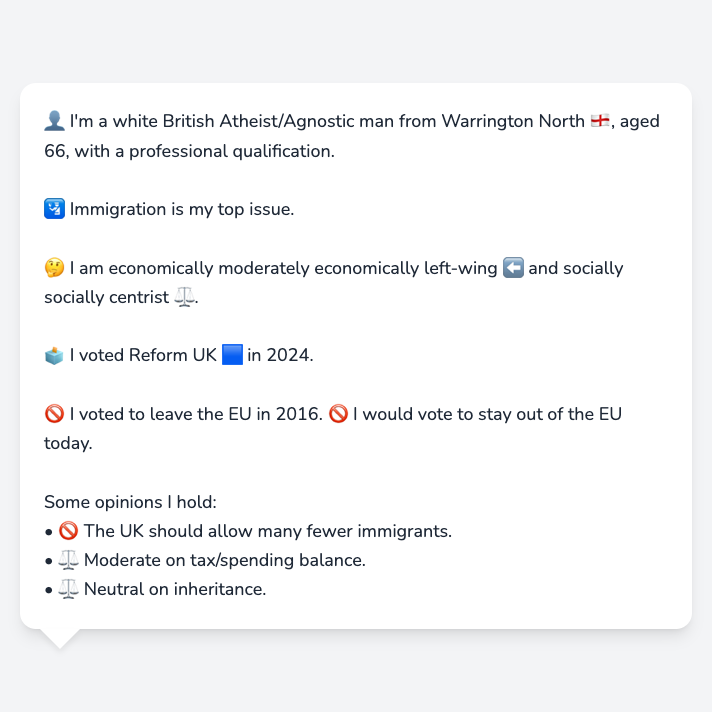 👤 I'm a white British Atheist/Agnostic man from Warrington North 🏴󠁧󠁢󠁥󠁮󠁧󠁿, aged
66, with a professional qualification.
🛂 Immigration is my top issue.
🤔 I am economically moderately economically left-wing ⬅️ and socially
socially centrist ⚖️.
🗳️ I voted Reform UK 🟦 in 2024.
🚫 I voted to leave the EU in 2016. 🚫 I would vote to stay out of the EU
today.
Some opinions I hold:
• 🚫 The UK should allow many fewer immigrants.
• ⚖️ Moderate on tax/spending balance.
• ⚖️ Neutral on inheritance.